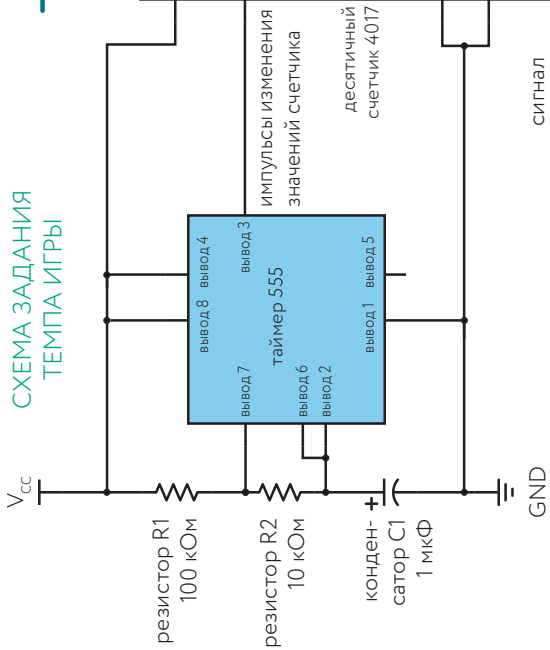 СХЕМА ЗАДАНИЯ
ТЕМПА ИГРЫ
Vcc
резистор R1
100 кОм
резистор R2
10 кОм
+
конден-
сатор C1
1 мкФ
GND
вывод 8
вывод 4
вывод 7
вывод 3
таймер 555
вывод 6
вывод 2
вывод 1
вывод 5
импульсы изменения
значений счетчика
десятичный
счетчик 4017
сигнал